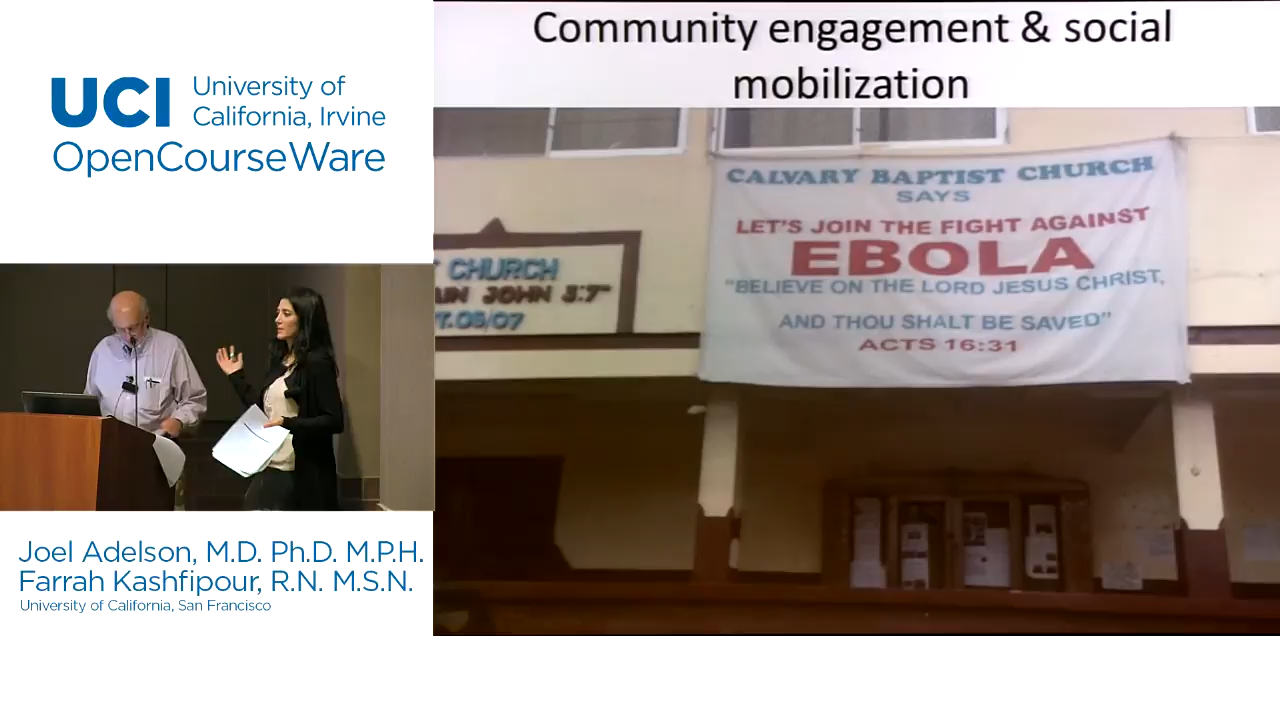 UCI University of
California, Irvine
OpenCourseWare
Joel Adelson, M.D. Ph.D. M.P.H.
Farrah Kashfipour, R.N. M.S.N.
University of California, San Francisco
Community engagement & social
mobilization
CHURCH
JOHN 3:7"
T.05/07
CALVARY BAPTIST CHURCH
SAYS
LET'S JOIN THE FIGHT AGAINST
EBOLA
"BELIEVE ON THE LORD JESUS CHRIST,
AND THOU SHALT BE SAVED"
ACTS 16:31